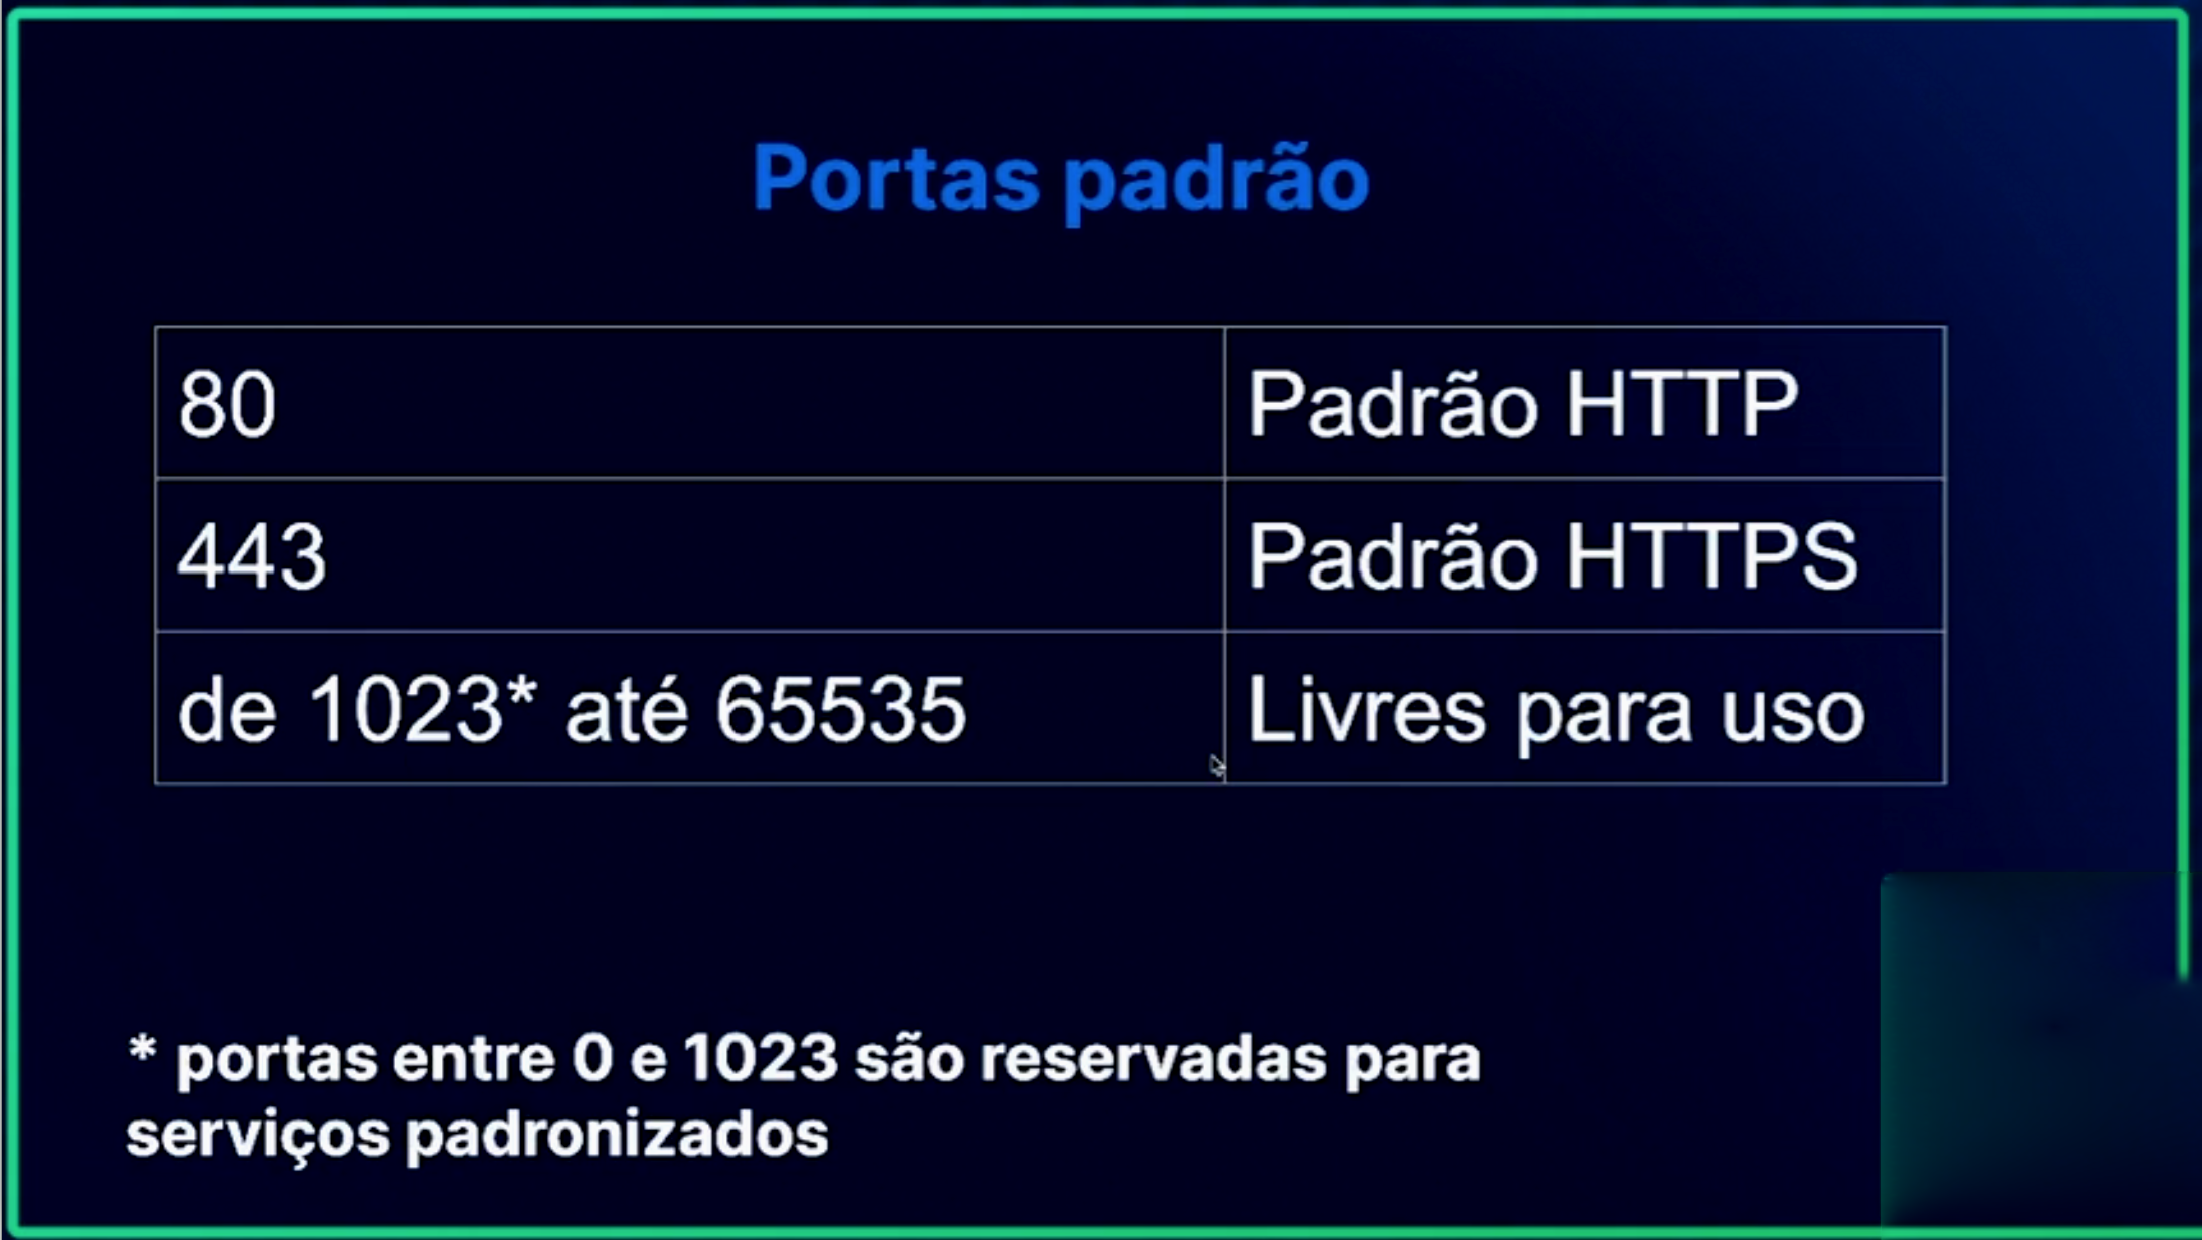 Portas padrão
80 Padrão HTTP
443 Padrão HTTPS
de 1023* até 65535 Livres para uso
* portas entre 0 e 1023 são reservadas para
serviços padronizados